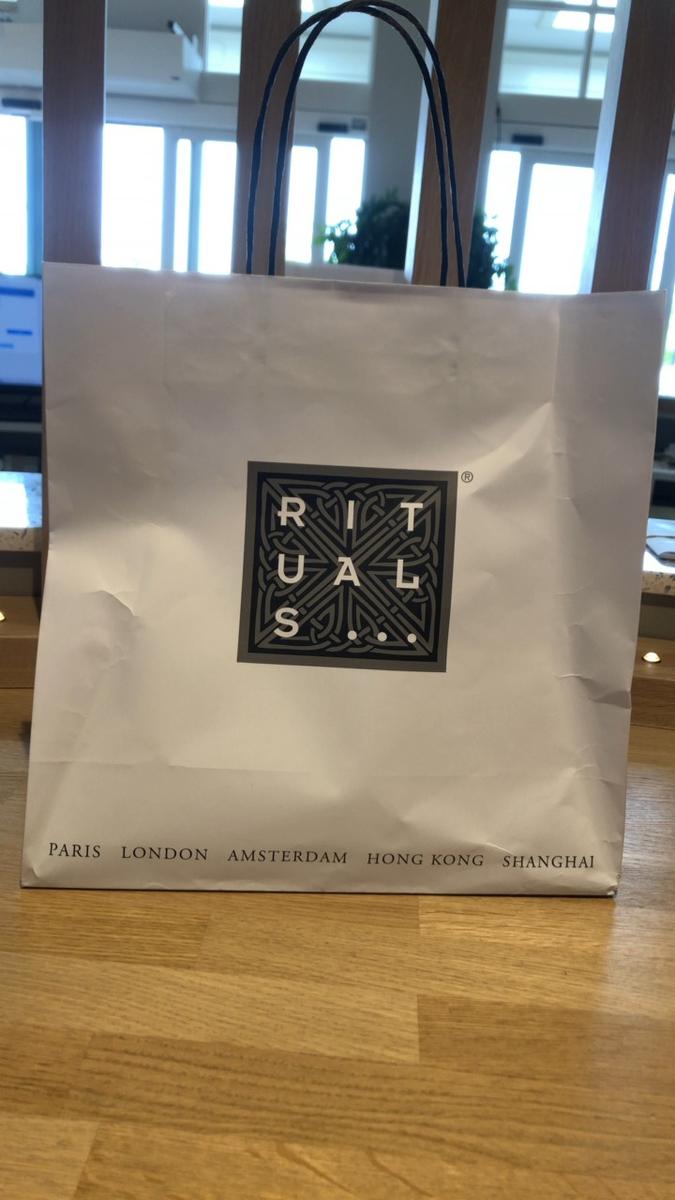 RIT
UAL
S...
®
PARIS LONDON AMSTERDAM HONG KONG SHANGHAI